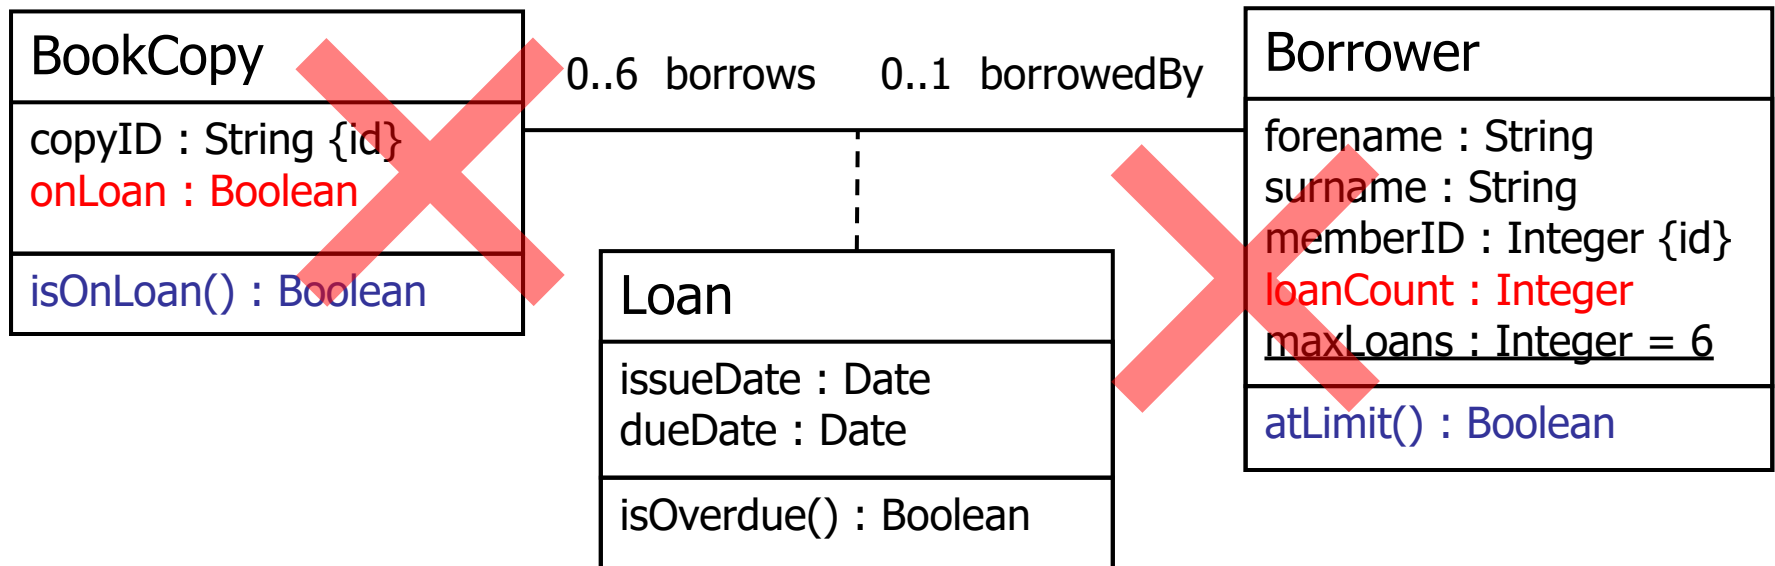 BookCopy
copyID : String {id}
onLoan : Boolean
isOnLoan() : Boolean
0..6 borrows
0..1 borrowedBy
Loan
issueDate : Date
dueDate : Date
isOverdue() : Boolean
Borrower
forename : String
surname : String
memberID : Integer {id}
loanCount : Integer
maxLoans : Integer = 6
atLimit() : Boolean